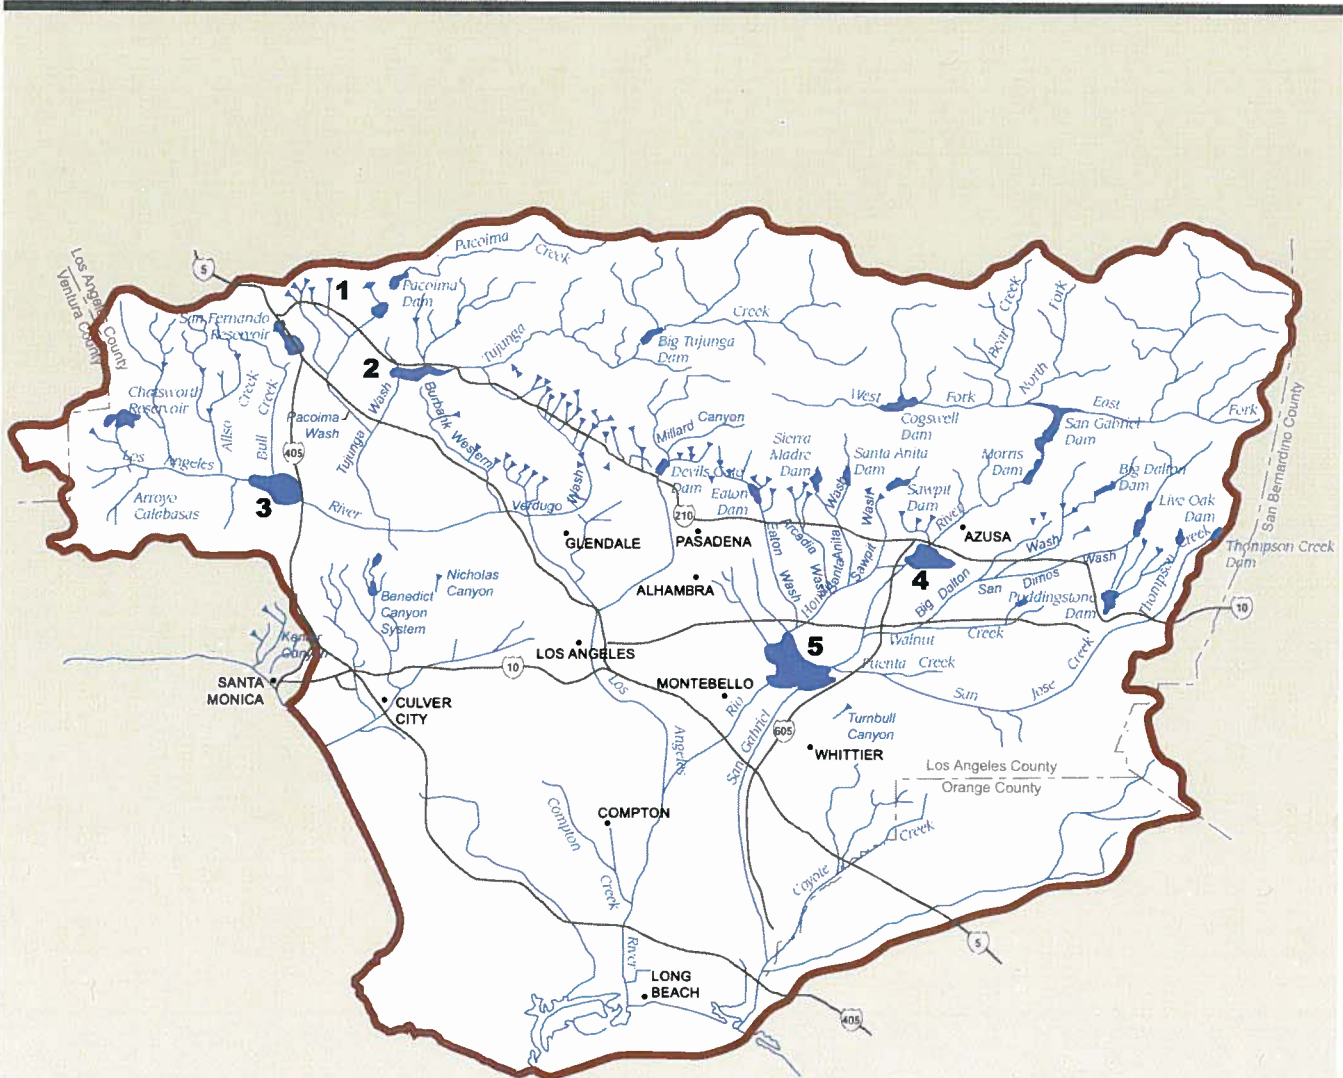 Pacoima
Creek
Los Angeles County
Ventura County
5
1
Pacoima
Dam
San Fernando
Reservoir
Creek
Tujunga
Big Tujunga
Dam
Bear Creek
North Fork
2
Chatsworth
Reservoir
Creek
Creek
Pacoima
Wash
Wash
Burbank Western
Millard Canyon
West Fork
Cogswell
Dam
East
Fork
San Gabriel
Dam
San Bernardino County
Los Angeles
Aliso
Bull
405
Tujunga
Sierra
Madre
Dam
Santa Anita
Dam
Morris
Dam
Devils Gate
Dam
Eaton
Dam
Wash
Wash
Sawpit
Dam
Big Dalton
Dam
Live Oak
Dam
Arroyo
Calabasas
3
River
Verdugo
Wash
210
River
GLENDALE
PASADENA
AZUSA
Eaton
Wash
Arcadia
Wash
Santa Anita
Sawpit
4
Wash
Wash
Creek
Thompson Creek
Dam
Thompson
Nicholas
Canyon
ALHAMBRA
Big Dalton
San Dimos
Puddingstone
Dam
10
Benedict
Canyon
System
Kenter
Canyon
LOS ANGELES
5
Walnut
Creek
Puenta Creek
Creek
10
SANTA
MONICA
MONTEBELLO
CULVER
CITY
Los
Rio
San
Jose
Angeles
San Gabriel
605
Turnbull
Canyon
WHITTIER
Los Angeles County
Orange County
Compton
COMPTON
Creek
Coyote
Creek
River
5
LONG
BEACH
405